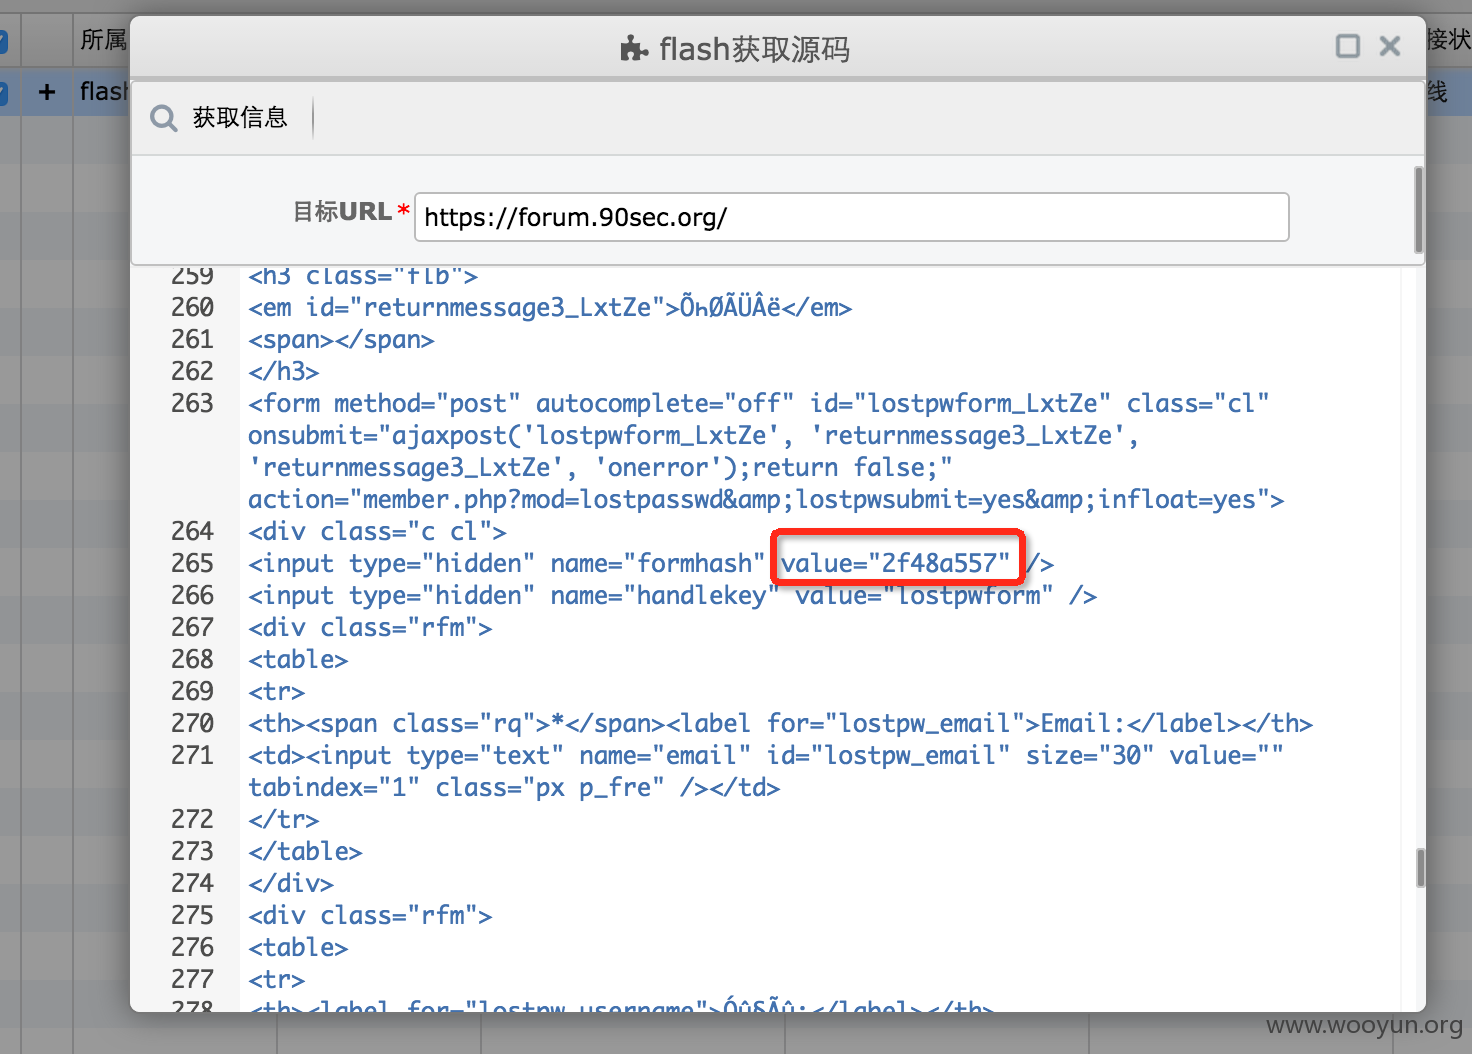 所属
接状
flash获取源码
+ flash
线
获取信息
目标URL * https://forum.90sec.org/
259 <h3 class="flb">
260 <em id="returnmessage3_LxtZe">ÕһØÃÜÂë</em>
261 <span></span>
262 </h3>
263 <form method="post" autocomplete="off" id="lostpwform_LxtZe" class="cl"
onsubmit="ajaxpost('lostpwform_LxtZe', 'returnmessage3_LxtZe',
'returnmessage3_LxtZe', 'onerror');return false;"
action="member.php?mod=lostpasswd&amp;lostpwsubmit=yes&amp;infloat=yes">
264 <div class="c cl">
265 <input type="hidden" name="formhash" value="2f48a557" />
266 <input type="hidden" name="handlekey" value="lostpwform" />
267 <div class="rfm">
268 <table>
269 <tr>
270 <th><span class="rq">*</span><label for="lostpw_email">Email:</label></th>
271 <td><input type="text" name="email" id="lostpw_email" size="30" value=""
tabindex="1" class="px p_fre" /></td>
272 </tr>
273 </table>
274 </div>
275 <div class="rfm">
276 <table>
277 <tr>
278 <th><label for="lostpw_username">Óû§Ãû:</label></th>
www.wooyun.org